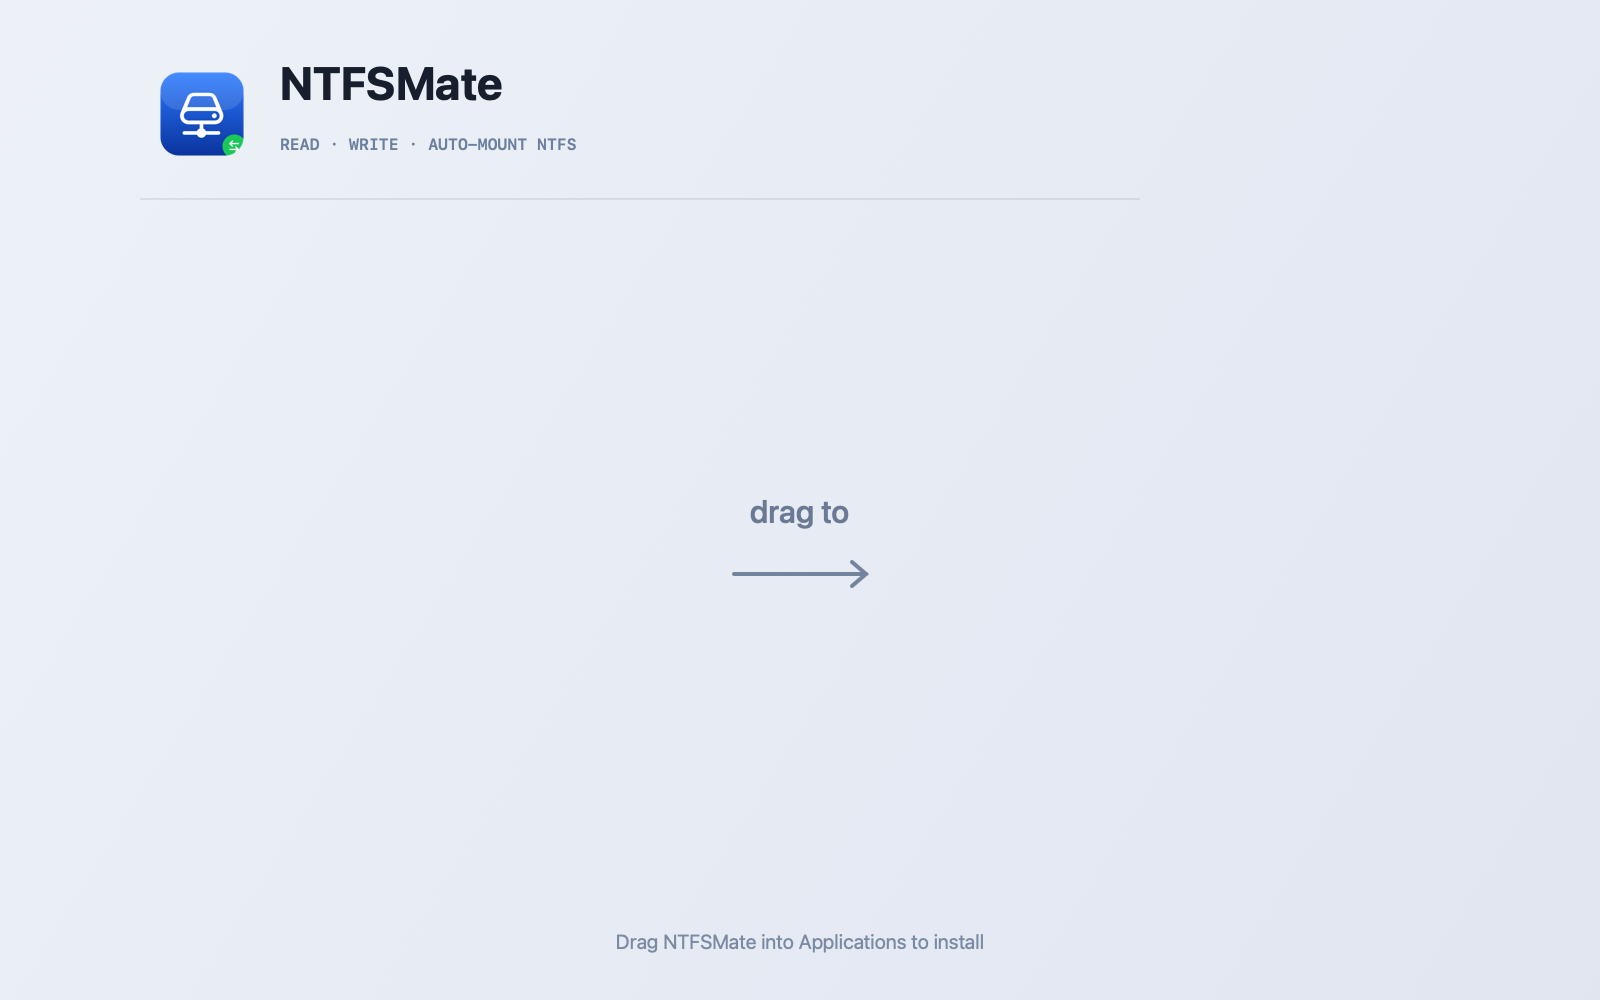 NTFSMate
READ · WRITE · AUTO–MOUNT NTFS
drag to
Drag NTFSMate into Applications to install